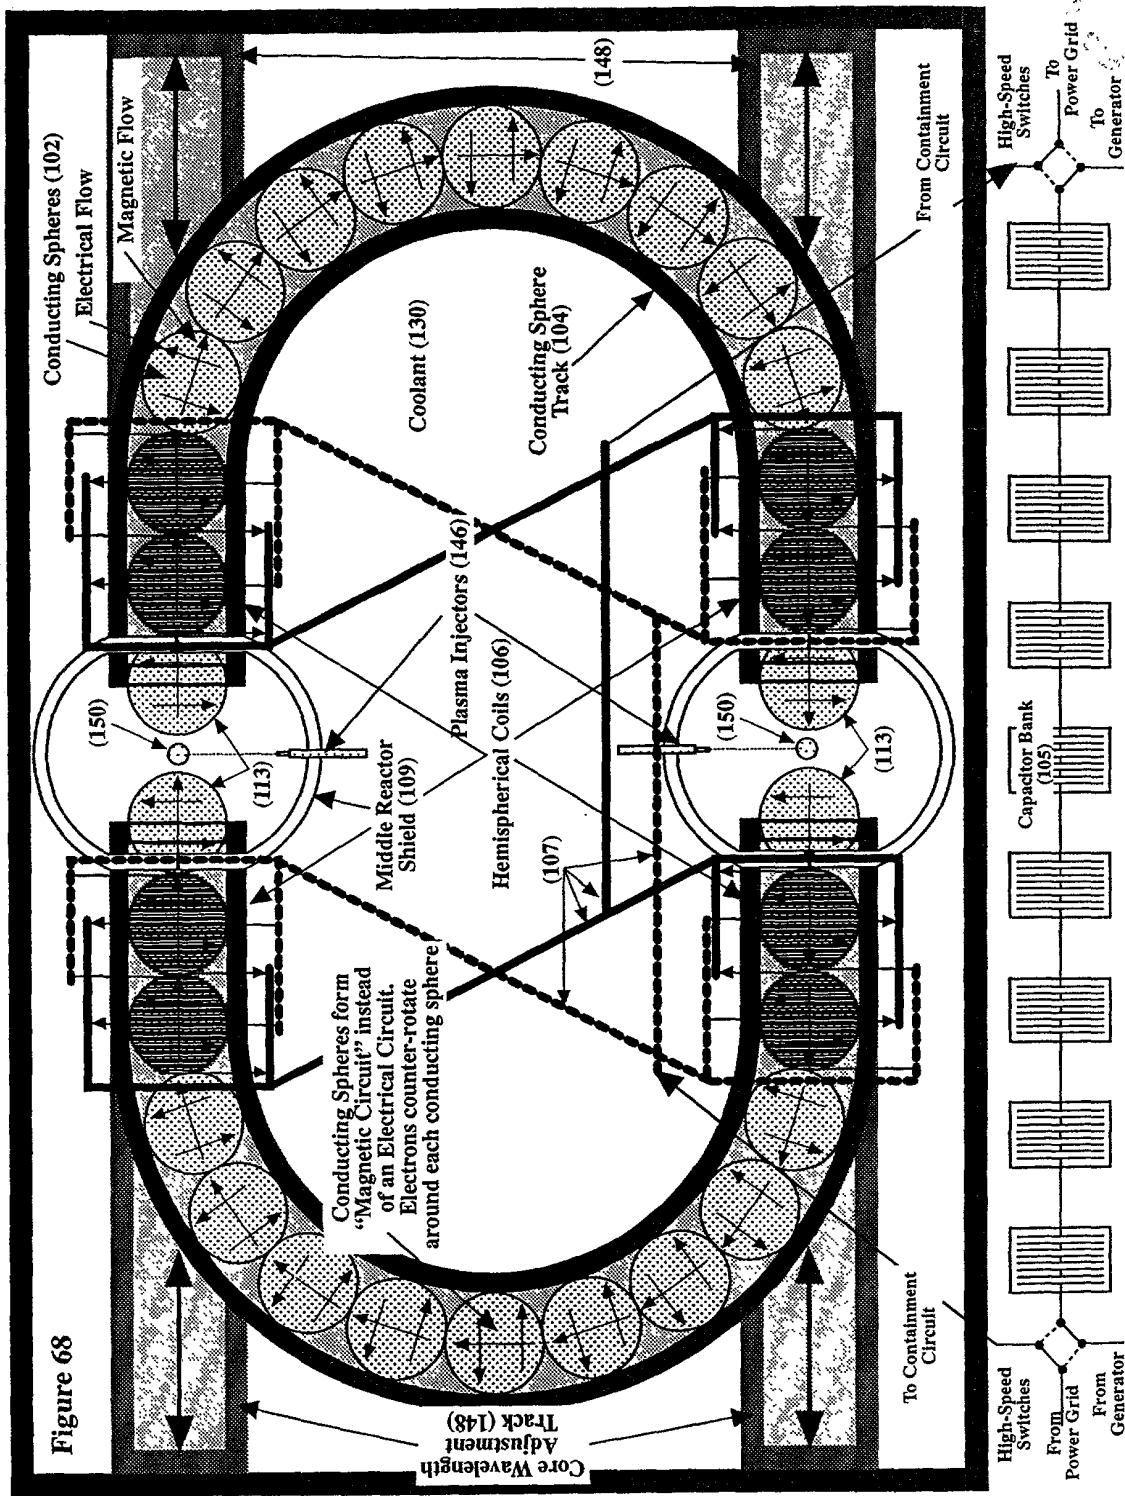 Figure 68
Core Wavelength
Adjustment
Track (148)
Conducting Spheres (102)
Electrical Flow
Magnetic Flow
(148)
Coolant (130)
Conducting Sphere
Track (104)
From Containment
Circuit
(150)
(113)
Plasma Injectors (146)
Middle Reactor
Shield (109)
Hemispherical Coils (106)
(107)
(150)
(113)
Conducting Spheres form
“Magnetic Circuit” instead
of an Electrical Circuit.
Electrons counter-rotate
around each conducting sphere
To Containment
Circuit
High-Speed
Switches
From
Power Grid
From
Generator
Capacitor Bank
(105)
High-Speed
Switches
To
Power Grid
To
Generator